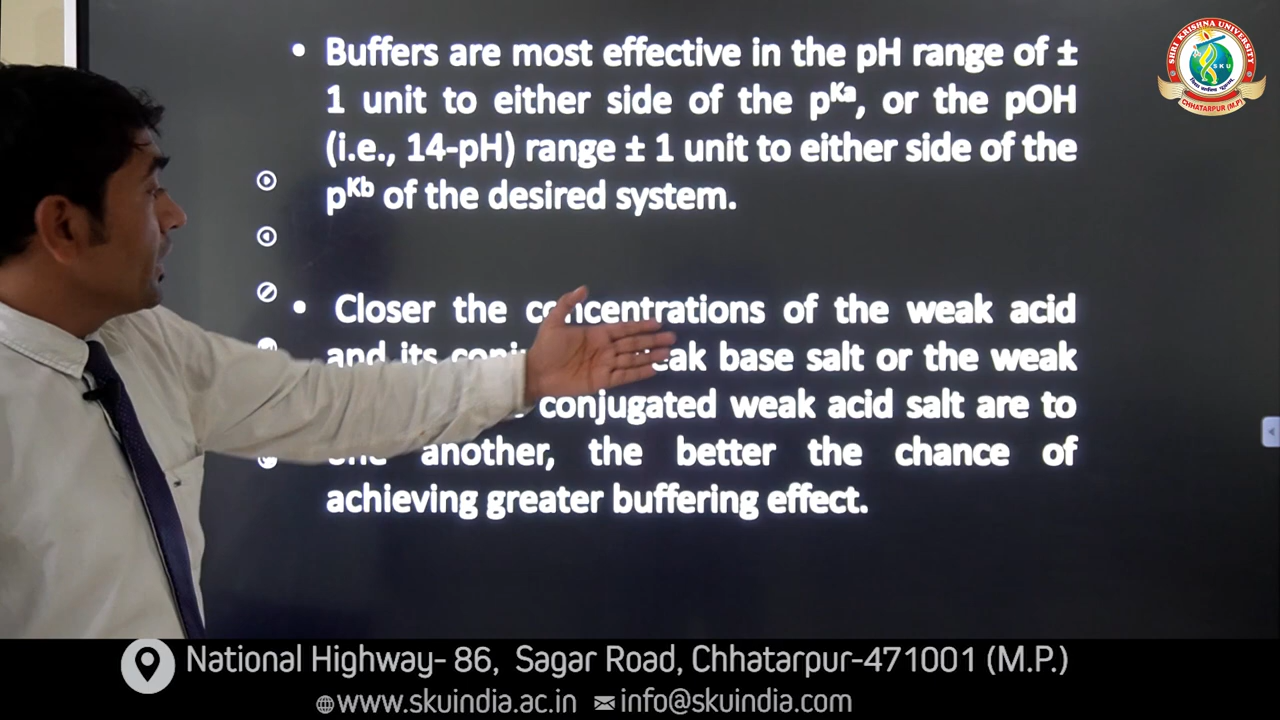 • Buffers are most effective in the pH range of ±
1 unit to either side of the pKa, or the pOH
(i.e., 14-pH) range ± 1 unit to either side of the
pKb of the desired system.
• Closer the concentrations of the weak acid
and its base salt or the weak
conjugated weak acid salt are to
one another, the better the chance of
achieving greater buffering effect.
SHRI KRISHNA UNIVERSITY
SKU
CHHATARPUR (M.P.)
National Highway- 86, Sagar Road, Chhatarpur-471001 (M.P.)
www.skuindia.ac.in info@skuindia.com